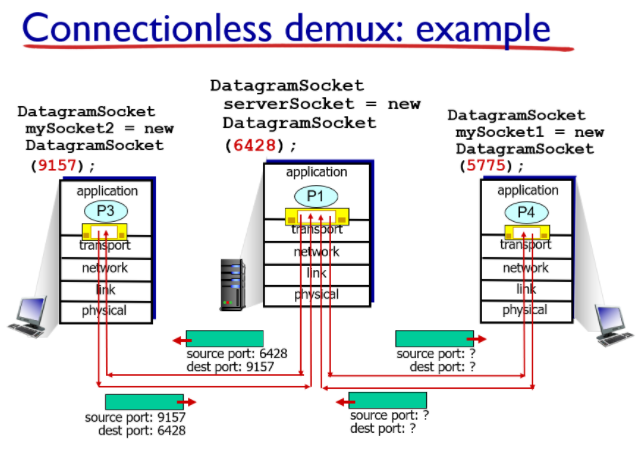 Connectionless demux: example
DatagramSocket
mySocket2 = new
DatagramSocket
(9157);
DatagramSocket
serverSocket = new
DatagramSocket
(6428);
DatagramSocket
mySocket1 = new
DatagramSocket
(5775);
application
P3
transport
network
link
physical
application
P1
transport
network
link
physical
application
P4
transport
network
link
physical
source port: 6428
dest port: 9157
source port: ?
dest port: ?
source port: 9157
dest port: 6428
source port: ?
dest port: ?